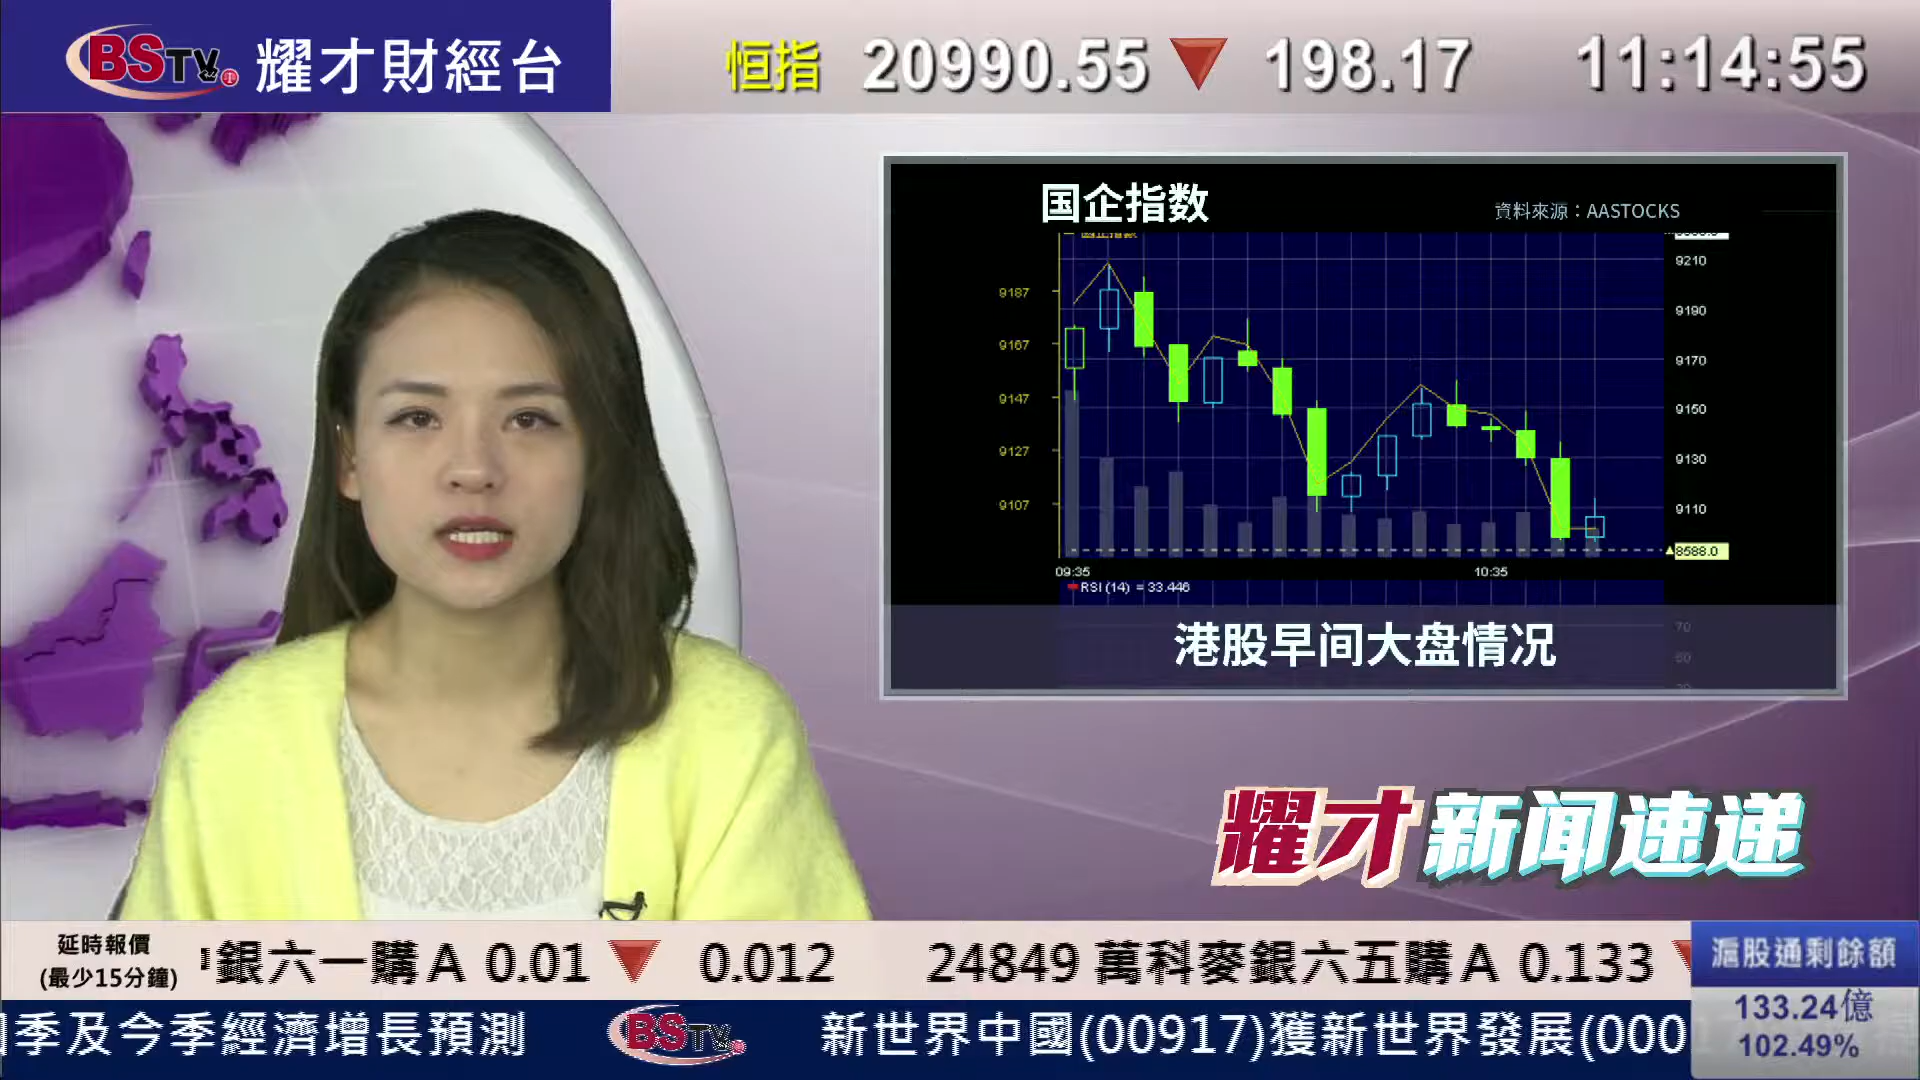 BSTV 耀才財經台
恒指 20990.55 ▼ 198.17 11:14:55
国企指数
資料來源：AASTOCKS
9210
9187
9190
9167
9170
9147
9150
9127
9130
9107
9110
8588.0
09:35 10:35
RSI (14) = 33.446
70
60
港股早间大盘情况
耀才新闻速递
延時報價
(最少15分鐘)
銀六一購A 0.01 ▼ 0.012 24849 萬科麥銀六五購A 0.133
滬股通剩餘額
133.24億
102.49%
季及今季經濟增長預測 BSTV 新世界中國(00917)獲新世界發展(000